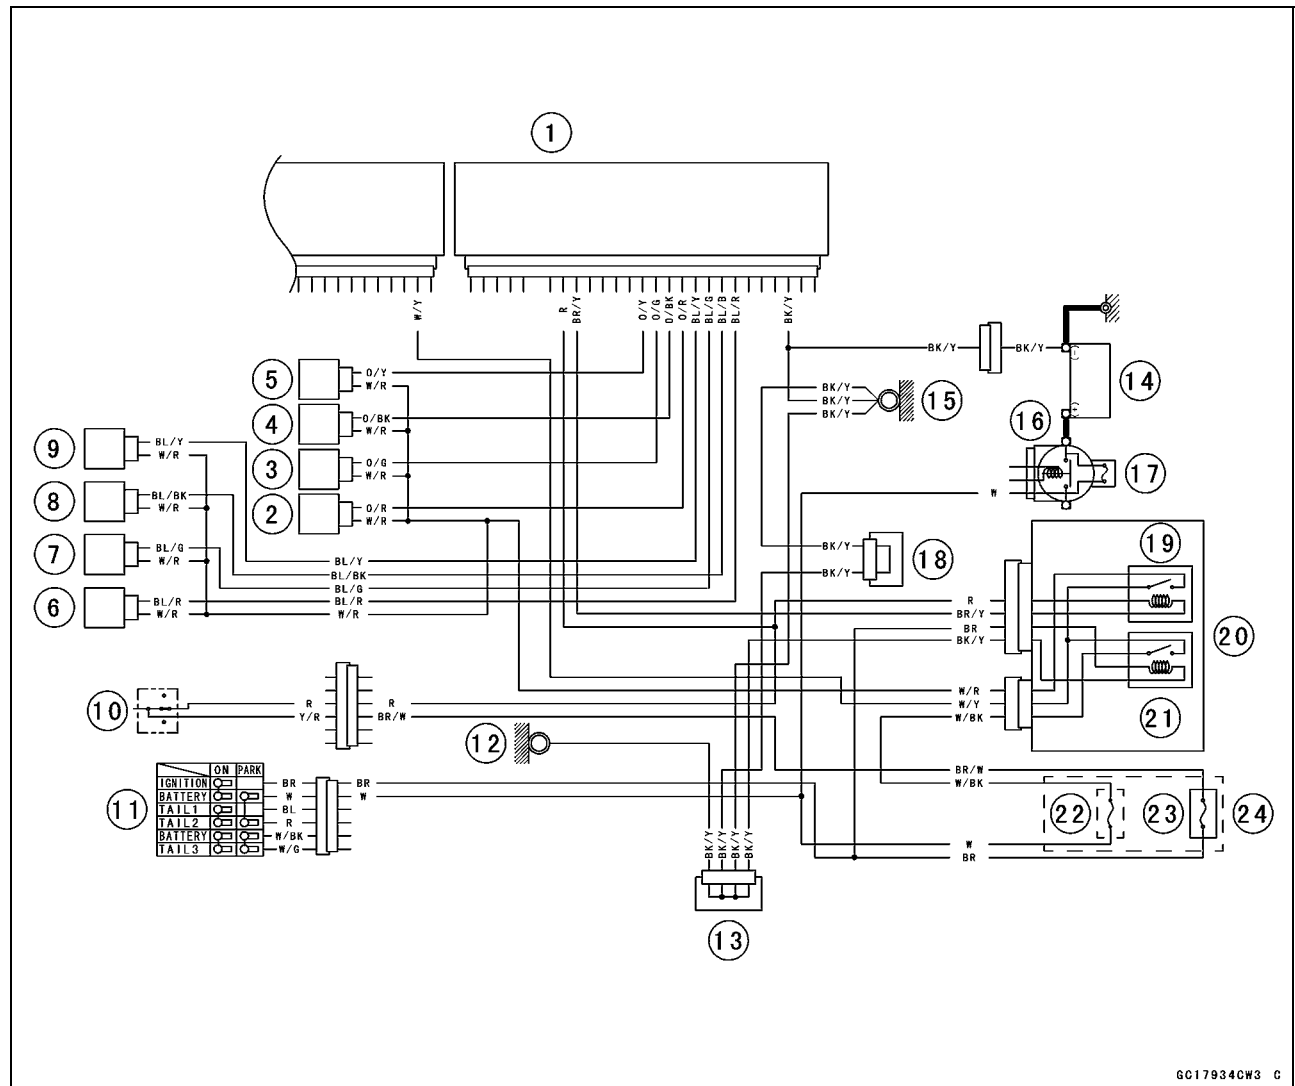 1
W/Y
R
BR/Y
O/Y
O/G
O/BK
O/R
BL/Y
BL/G
BL/B
BL/R
BK/Y
5
O/Y
W/R
4
O/BK
W/R
3
O/G
W/R
2
O/R
W/R
9
BL/Y
W/R
8
BL/BK
W/R
7
BL/G
W/R
6
BL/R
W/R
BL/Y
BL/BK
BL/G
BL/R
W/R
BK/Y
BK/Y
(-)
14
(+)
BK/Y
BK/Y
BK/Y
15
16
17
W
BK/Y
BK/Y
18
19
R
BR/Y
BR
BK/Y
20
W/R
W/Y
W/BK
21
10
R
Y/R
R
BR/W
12
11
ON PARK
IGNITION BR BR
BATTERY W W
TAIL1 BL
TAIL2 R
BATTERY W/BK
TAIL3 W/G
BR/W
W/BK
22
23
24
W
BR
BK/Y
BK/Y
BK/Y
BK/Y
13
GC17934CW3 C